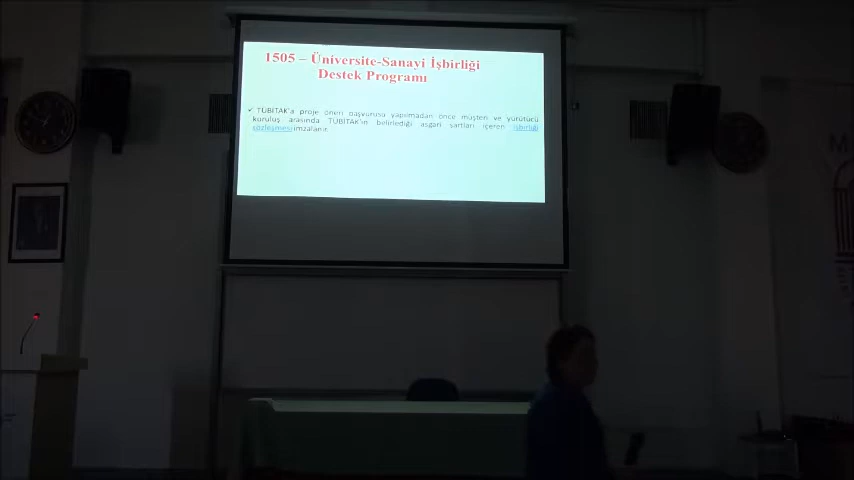 1505 – Üniversite-Sanayi İşbirliği
Destek Programı
✓ TÜBİTAK'a proje öneri başvurusu yapılmadan önce müşteri ve yürütücü
kuruluş arasında TÜBİTAK'ın belirlediği asgari şartları içeren işbirliği
sözleşmesi imzalanır.
M